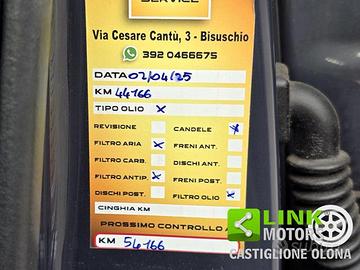 SERVICE
Via Cesare Cantù, 3 - Bisuschio
392 0466675
DATA 02/04/25
KM 44166
TIPO OLIO X
REVISIONE CANDELE X
FILTRO ARIA X FRENI ANT.
FILTRO CARB. DISCHI ANT.
FILTRO ANTIP. X FRENI POST.
DISCHI POST. FILTRO OLIO X
CINGHIA KM
PROSSIMO CONTROLLO A
KM 54166
LINK
MOTORS
CASTIGLIONE OLONA